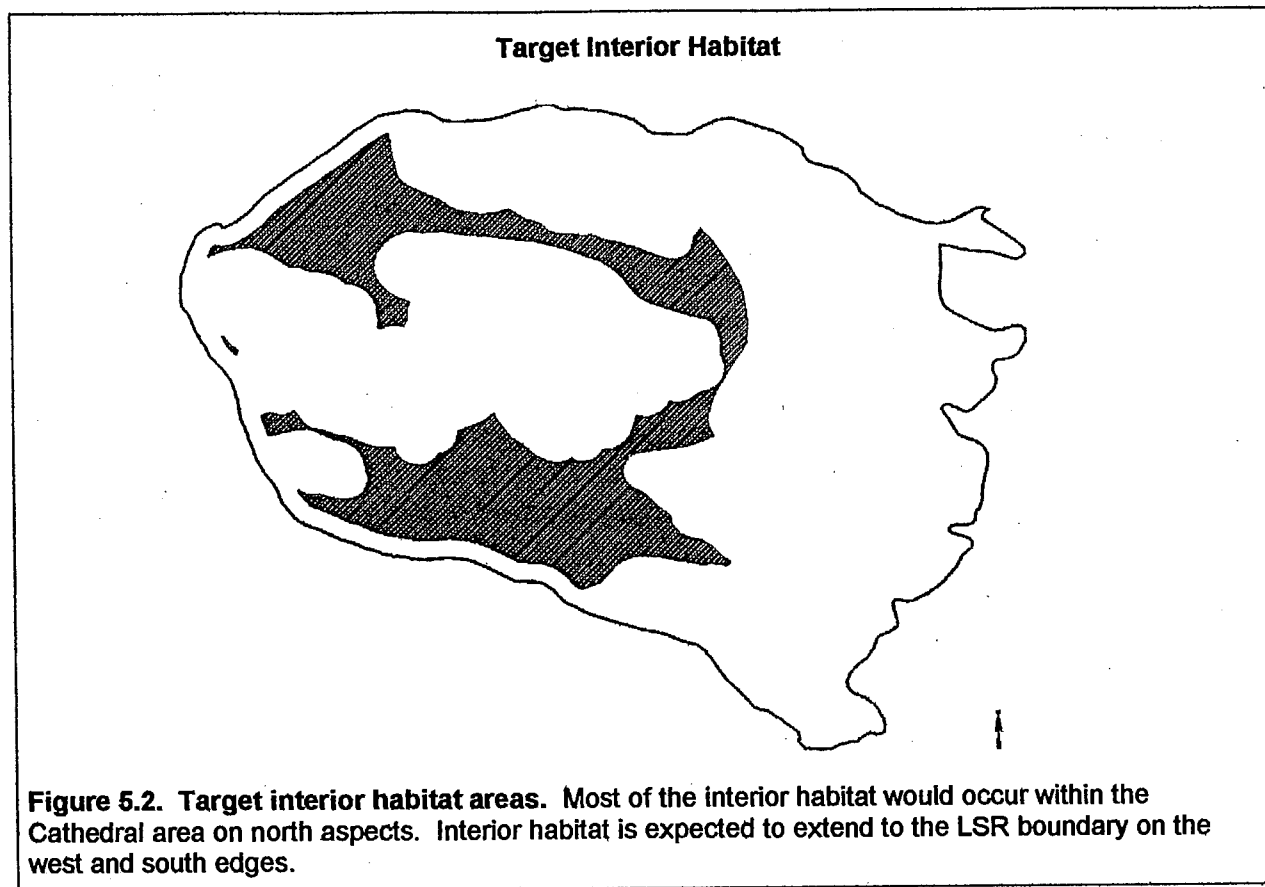 Target Interior Habitat
Figure 5.2. Target interior habitat areas. Most of the interior habitat would occur within the
Cathedral area on north aspects. Interior habitat is expected to extend to the LSR boundary on the
west and south edges.